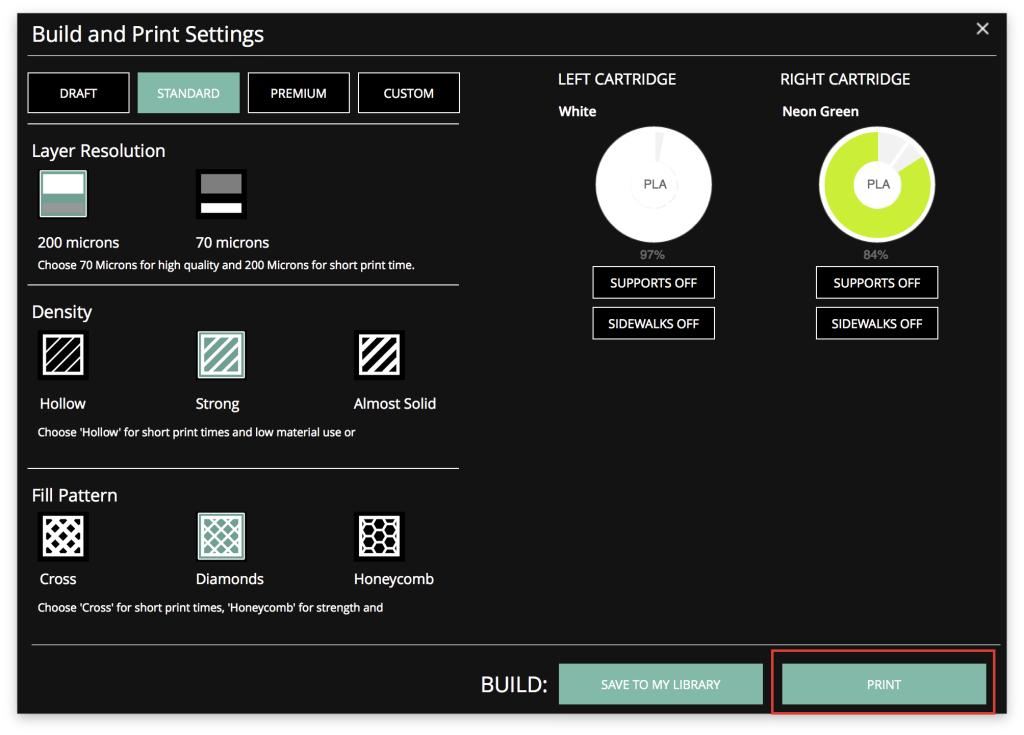 Build and Print Settings
DRAFT
STANDARD
PREMIUM
CUSTOM
Layer Resolution
200 microns
70 microns
Choose 70 Microns for high quality and 200 Microns for short print time.
Density
Hollow
Strong
Almost Solid
Choose 'Hollow' for short print times and low material use or
Fill Pattern
Cross
Diamonds
Honeycomb
Choose 'Cross' for short print times, 'Honeycomb' for strength and
LEFT CARTRIDGE
White
PLA
97%
SUPPORTS OFF
SIDEWALKS OFF
RIGHT CARTRIDGE
Neon Green
PLA
84%
SUPPORTS OFF
SIDEWALKS OFF
BUILD:
SAVE TO MY LIBRARY
PRINT